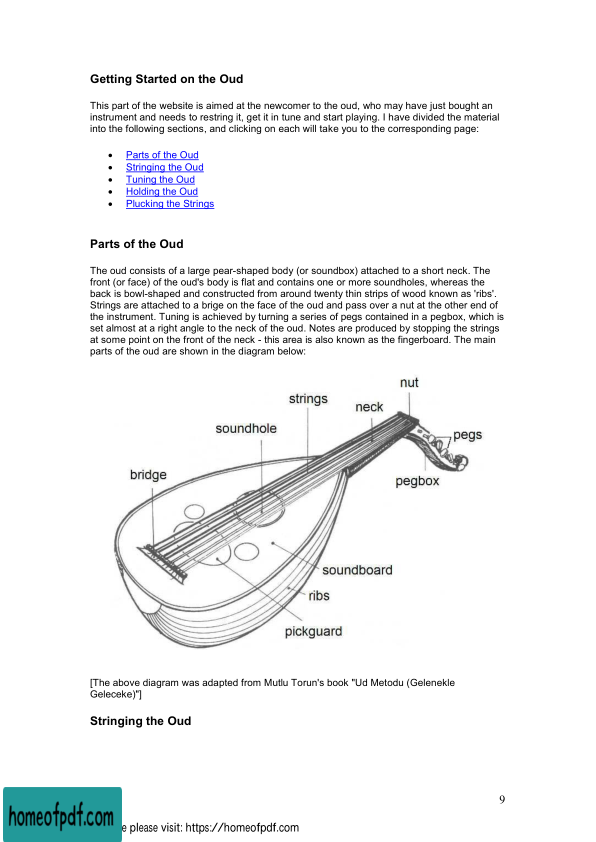 Getting Started on the Oud
This part of the website is aimed at the newcomer to the oud, who may have just bought an
instrument and needs to restring it, get it in tune and start playing. I have divided the material
into the following sections, and clicking on each will take you to the corresponding page:
• Parts of the Oud
• Stringing the Oud
• Tuning the Oud
• Holding the Oud
• Plucking the Strings
Parts of the Oud
The oud consists of a large pear-shaped body (or soundbox) attached to a short neck. The
front (or face) of the oud's body is flat and contains one or more soundholes, whereas the
back is bowl-shaped and constructed from around twenty thin strips of wood known as 'ribs'.
Strings are attached to a brige on the face of the oud and pass over a nut at the other end of
the instrument. Tuning is achieved by turning a series of pegs contained in a pegbox, which is
set almost at a right angle to the neck of the oud. Notes are produced by stopping the strings
at some point on the front of the neck - this area is also known as the fingerboard. The main
parts of the oud are shown in the diagram below:
nut
strings
neck
soundhole
pegs
bridge
pegbox
soundboard
ribs
pickguard
[The above diagram was adapted from Mutlu Torun's book "Ud Metodu (Gelenekle
Geleceke)"]
Stringing the Oud
9
homeofpdf.com
e please visit: https://homeofpdf.com